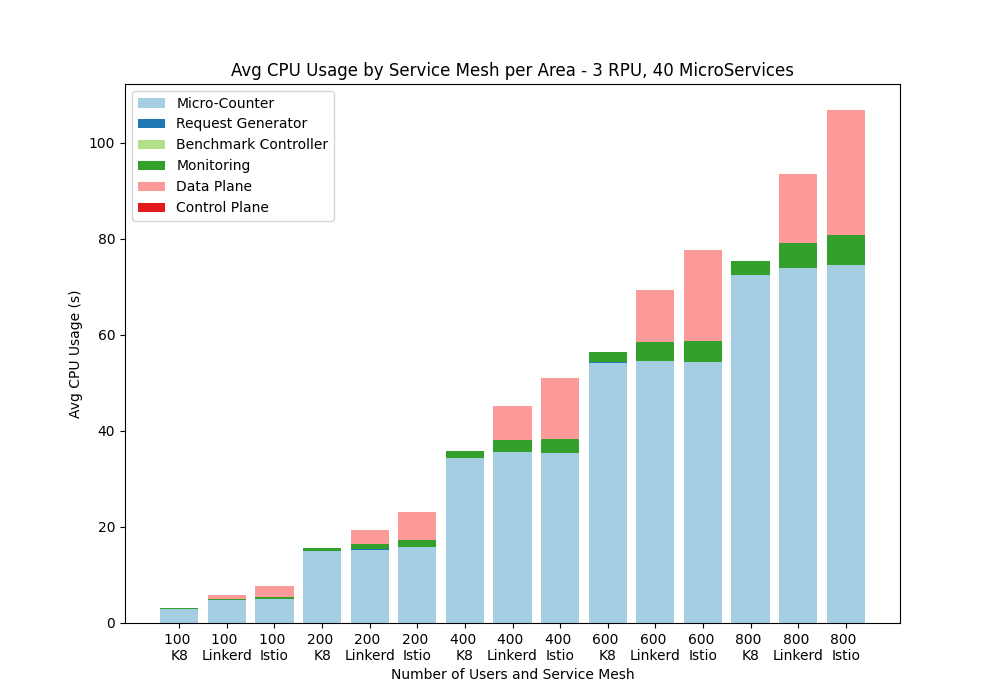 Avg CPU Usage by Service Mesh per Area - 3 RPU, 40 MicroServices
Micro-Counter
Request Generator
Benchmark Controller
Monitoring
Data Plane
Control Plane
Avg CPU Usage (s)
100
80
60
40
20
0
100 100 100 200 200 200 400 400 400 600 600 600 800 800 800
K8 Linkerd Istio K8 Linkerd Istio K8 Linkerd Istio K8 Linkerd Istio K8 Linkerd Istio
Number of Users and Service Mesh